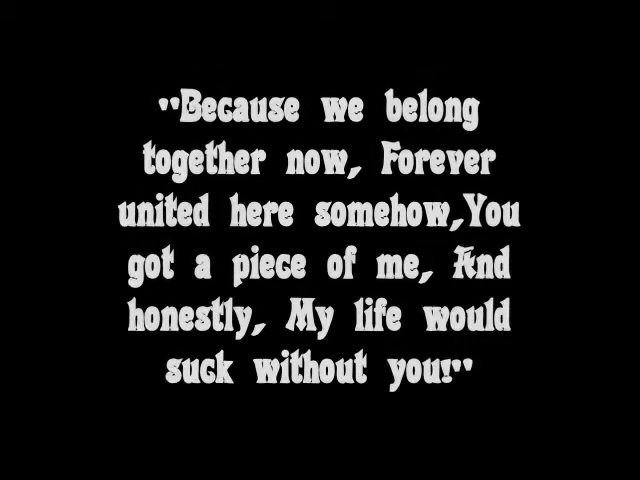 "Because we belong
together now, Forever
united here somehow,You
got a piece of me, And
honestly, My life would
suck without you!"